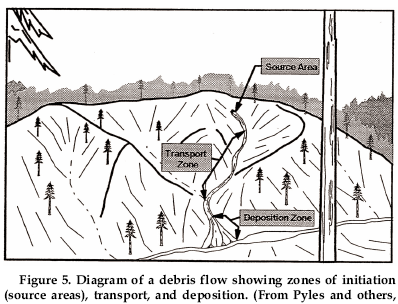 Source Area
Transport
Zone
Deposition Zone
Figure 5. Diagram of a debris flow showing zones of initiation
(source areas), transport, and deposition. (From Pyles and others,